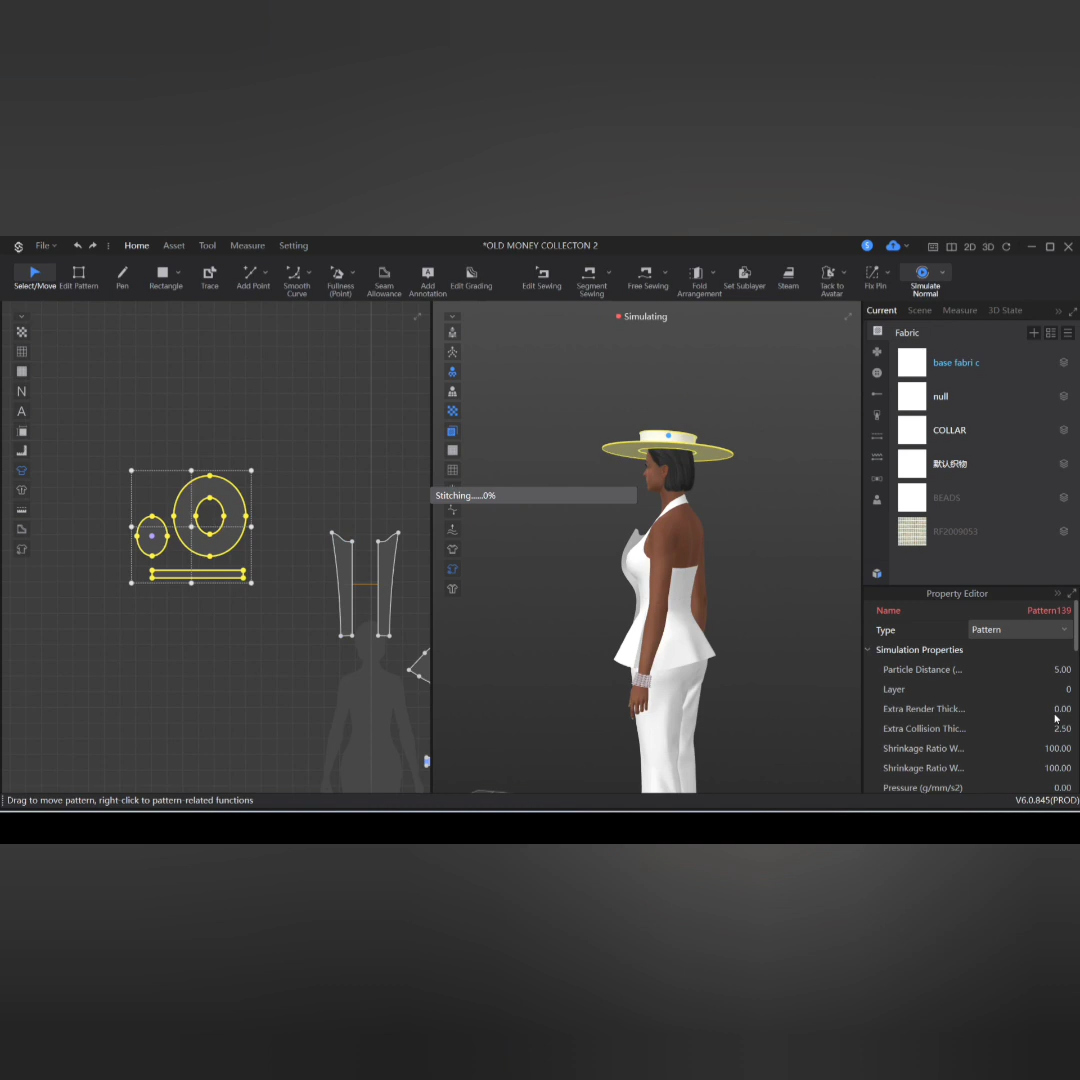 File Home Asset Tool Measure Setting *OLD MONEY COLLECTON 2 S 2D 3D
Select/Move Edit Pattern Pen Rectangle Trace Add Point Smooth Curve Fullness (Point) Seam Allowance Add Annotation Edit Grading Edit Sewing Segment Sewing Free Sewing Fold Arrangement Set Sublayer Steam Tack to Avatar Fix Pin Simulate Normal
Simulating
Current Scene Measure 3D State
Fabric
base fabri c
null
COLLAR
默认织物
BEADS
RF2009053
N
A
Stitching......0%
Property Editor
Name Pattern139
Type Pattern
Simulation Properties
Particle Distance (... 5.00
Layer 0
Extra Render Thick... 0.00
Extra Collision Thic... 2.50
Shrinkage Ratio W... 100.00
Shrinkage Ratio W... 100.00
Pressure (g/mm/s2) 0.00
Drag to move pattern, right-click to pattern-related functions V6.0.845(PROD)